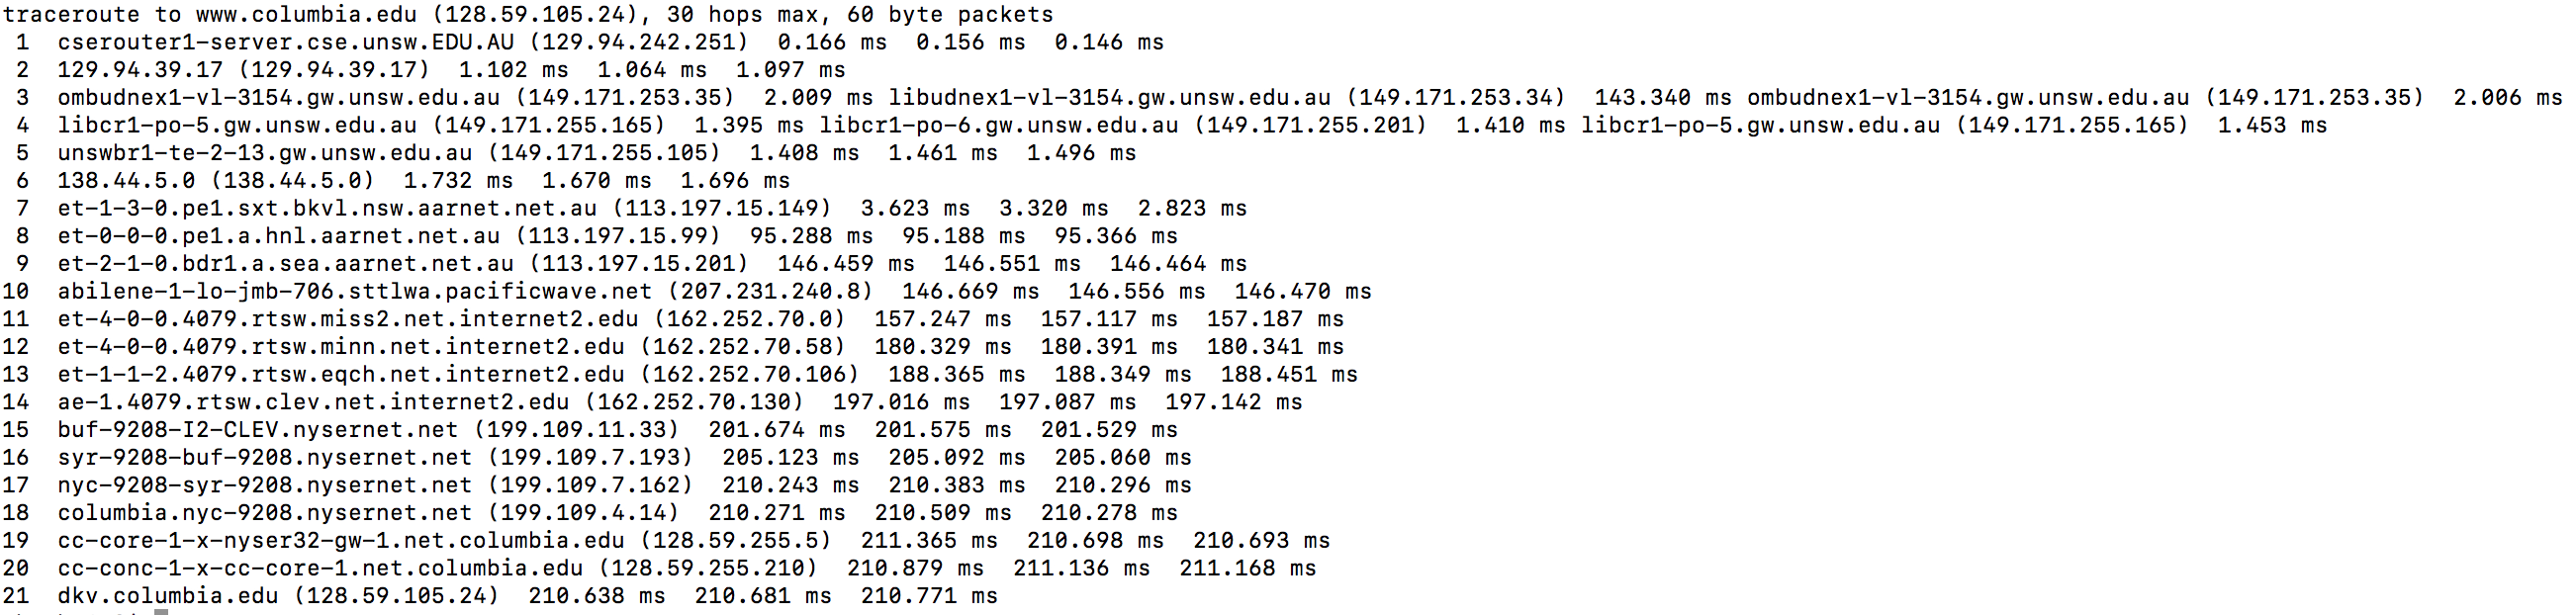 traceroute to www.columbia.edu (128.59.105.24), 30 hops max, 60 byte packets
 1  cserouter1-server.cse.unsw.EDU.AU (129.94.242.251)  0.166 ms  0.156 ms  0.146 ms
 2  129.94.39.17 (129.94.39.17)  1.102 ms  1.064 ms  1.097 ms
 3  ombudnex1-vl-3154.gw.unsw.edu.au (149.171.253.35)  2.009 ms libudnex1-vl-3154.gw.unsw.edu.au (149.171.253.34)  143.340 ms ombudnex1-vl-3154.gw.unsw.edu.au (149.171.253.35)  2.006 ms
 4  libcr1-po-5.gw.unsw.edu.au (149.171.255.165)  1.395 ms libcr1-po-6.gw.unsw.edu.au (149.171.255.201)  1.410 ms libcr1-po-5.gw.unsw.edu.au (149.171.255.165)  1.453 ms
 5  unswbr1-te-2-13.gw.unsw.edu.au (149.171.255.105)  1.408 ms  1.461 ms  1.496 ms
 6  138.44.5.0 (138.44.5.0)  1.732 ms  1.670 ms  1.696 ms
 7  et-1-3-0.pe1.sxt.bkvl.nsw.aarnet.net.au (113.197.15.149)  3.623 ms  3.320 ms  2.823 ms
 8  et-0-0-0.pe1.a.hnl.aarnet.net.au (113.197.15.99)  95.288 ms  95.188 ms  95.366 ms
 9  et-2-1-0.bdr1.a.sea.aarnet.net.au (113.197.15.201)  146.459 ms  146.551 ms  146.464 ms
10  abilene-1-lo-jmb-706.sttlwa.pacificwave.net (207.231.240.8)  146.669 ms  146.556 ms  146.470 ms
11  et-4-0-0.4079.rtsw.miss2.net.internet2.edu (162.252.70.0)  157.247 ms  157.117 ms  157.187 ms
12  et-4-0-0.4079.rtsw.minn.net.internet2.edu (162.252.70.58)  180.329 ms  180.391 ms  180.341 ms
13  et-1-1-2.4079.rtsw.eqch.net.internet2.edu (162.252.70.106)  188.365 ms  188.349 ms  188.451 ms
14  ae-1.4079.rtsw.clev.net.internet2.edu (162.252.70.130)  197.016 ms  197.087 ms  197.142 ms
15  buf-9208-I2-CLEV.nysernet.net (199.109.11.33)  201.674 ms  201.575 ms  201.529 ms
16  syr-9208-buf-9208.nysernet.net (199.109.7.193)  205.123 ms  205.092 ms  205.060 ms
17  nyc-9208-syr-9208.nysernet.net (199.109.7.162)  210.243 ms  210.383 ms  210.296 ms
18  columbia.nyc-9208.nysernet.net (199.109.4.14)  210.271 ms  210.509 ms  210.278 ms
19  cc-core-1-x-nyser32-gw-1.net.columbia.edu (128.59.255.5)  211.365 ms  210.698 ms  210.693 ms
20  cc-conc-1-x-cc-core-1.net.columbia.edu (128.59.255.210)  210.879 ms  211.136 ms  211.168 ms
21  dkv.columbia.edu (128.59.105.24)  210.638 ms  210.681 ms  210.771 ms